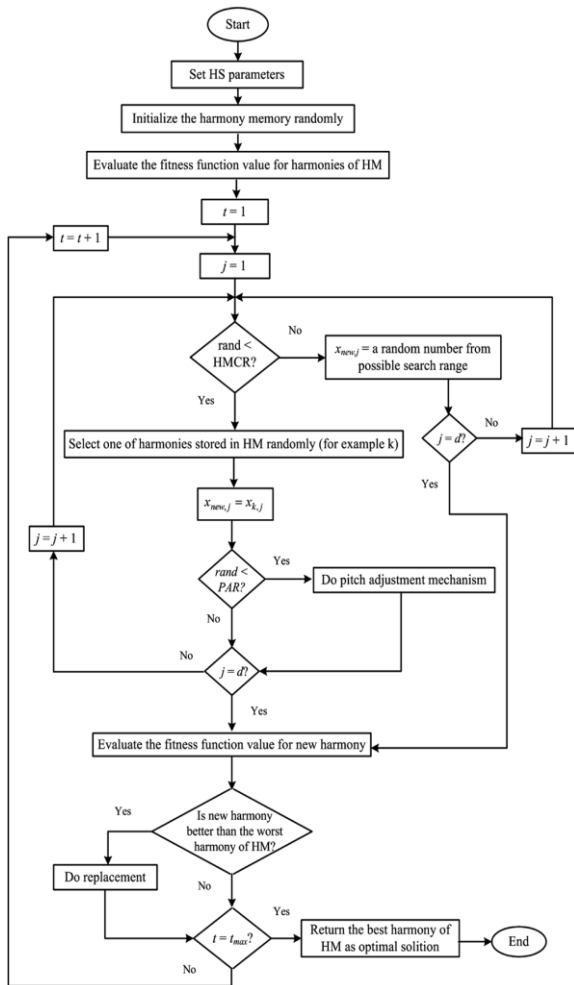 Start
Set HS parameters
Initialize the harmony memory randomly
Evaluate the fitness function value for harmonies of HM
t = 1
t = t + 1
j = 1
rand <
HMCR?
No
x_new,j = a random number from
possible search range
Yes
Select one of harmonies stored in HM randomly (for example k)
j = d?
No
j = j + 1
Yes
x_new,j = x_k,j
j = j + 1
rand <
PAR?
Yes
Do pitch adjustment mechanism
No
No
j = d?
Yes
Evaluate the fitness function value for new harmony
Is new harmony
better than the worst
harmony of HM?
Yes
Do replacement
No
t = t_max?
Yes
Return the best harmony of
HM as optimal solition
End
No